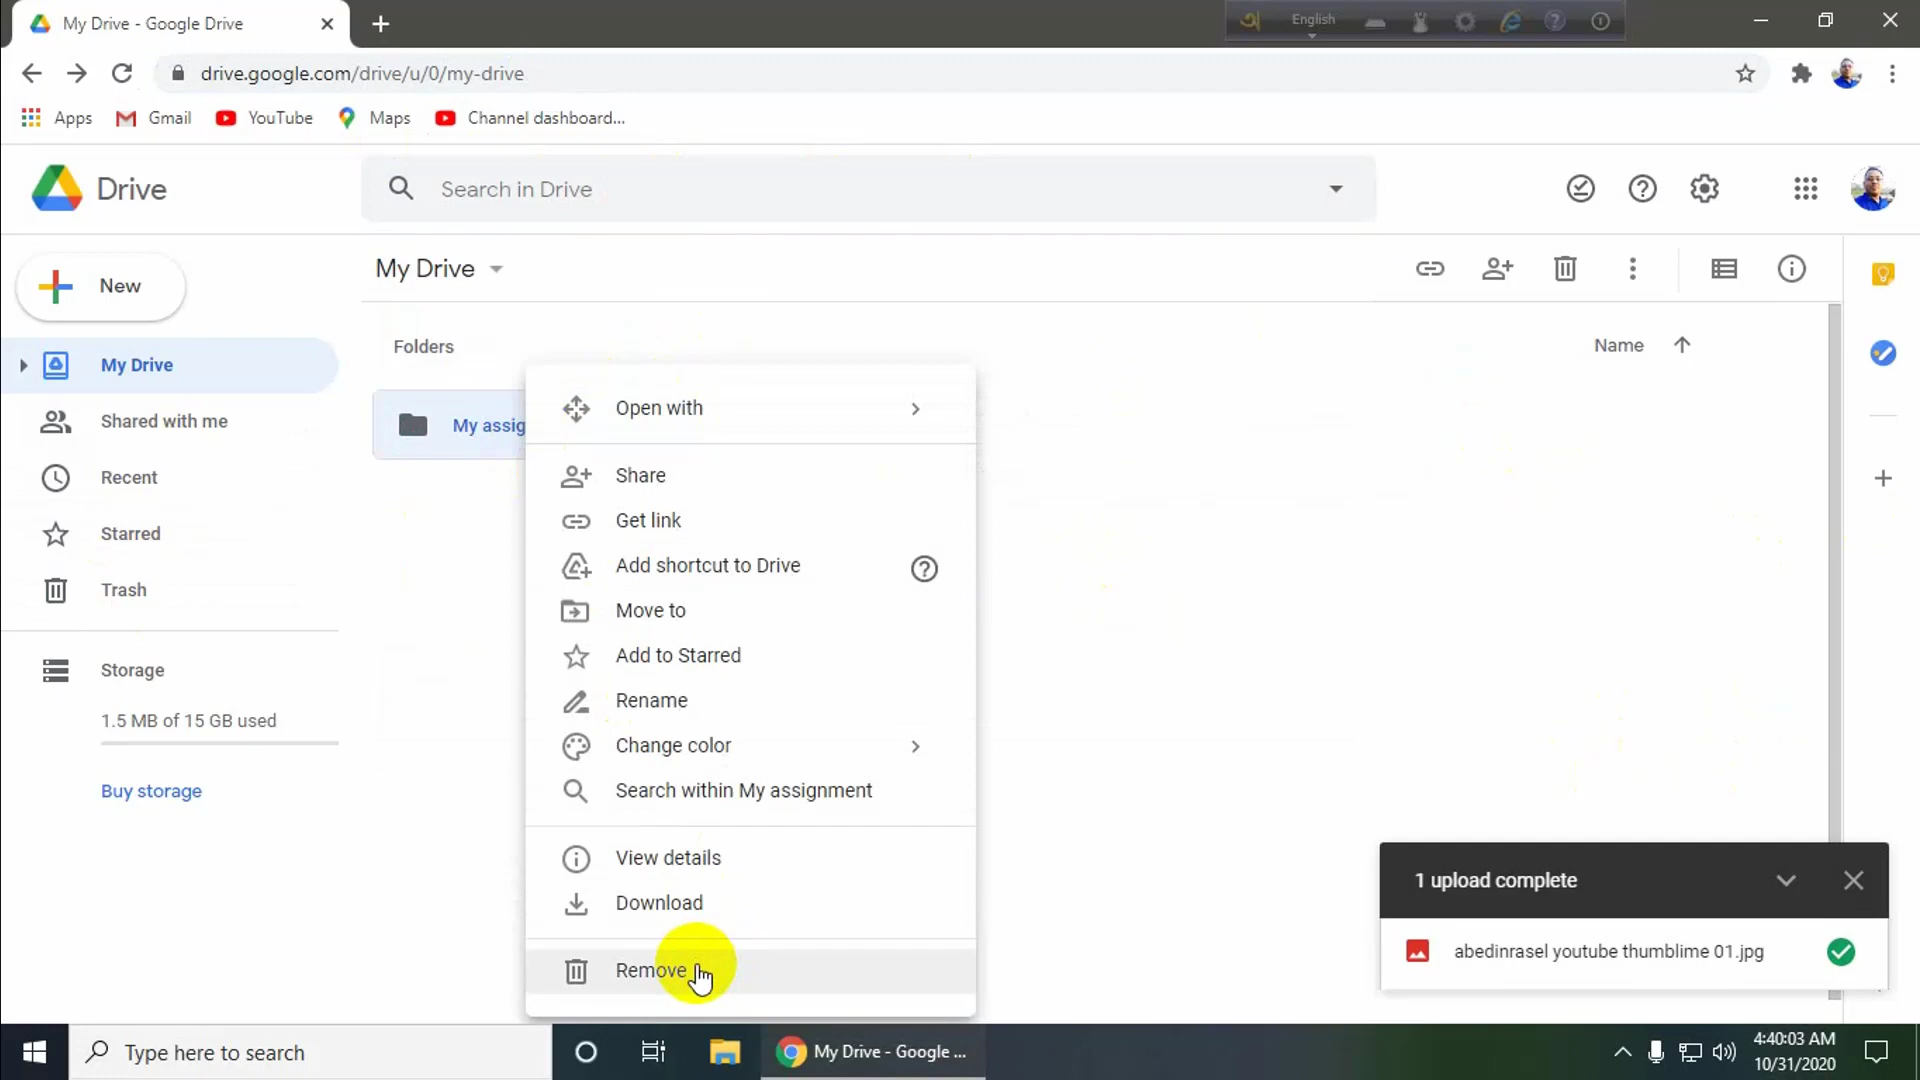 My Drive - Google Drive
English
drive.google.com/drive/u/0/my-drive
Apps
Gmail
YouTube
Maps
Channel dashboard...
Drive
Search in Drive
New
My Drive
Folders
Name
My Drive
Shared with me
Recent
Starred
Trash
Storage
1.5 MB of 15 GB used
Buy storage
My assig
Open with
Share
Get link
Add shortcut to Drive
Move to
Add to Starred
Rename
Change color
Search within My assignment
View details
Download
Remove
1 upload complete
abedinrasel youtube thumblime 01.jpg
Type here to search
My Drive - Google ...
4:40:03 AM
10/31/2020